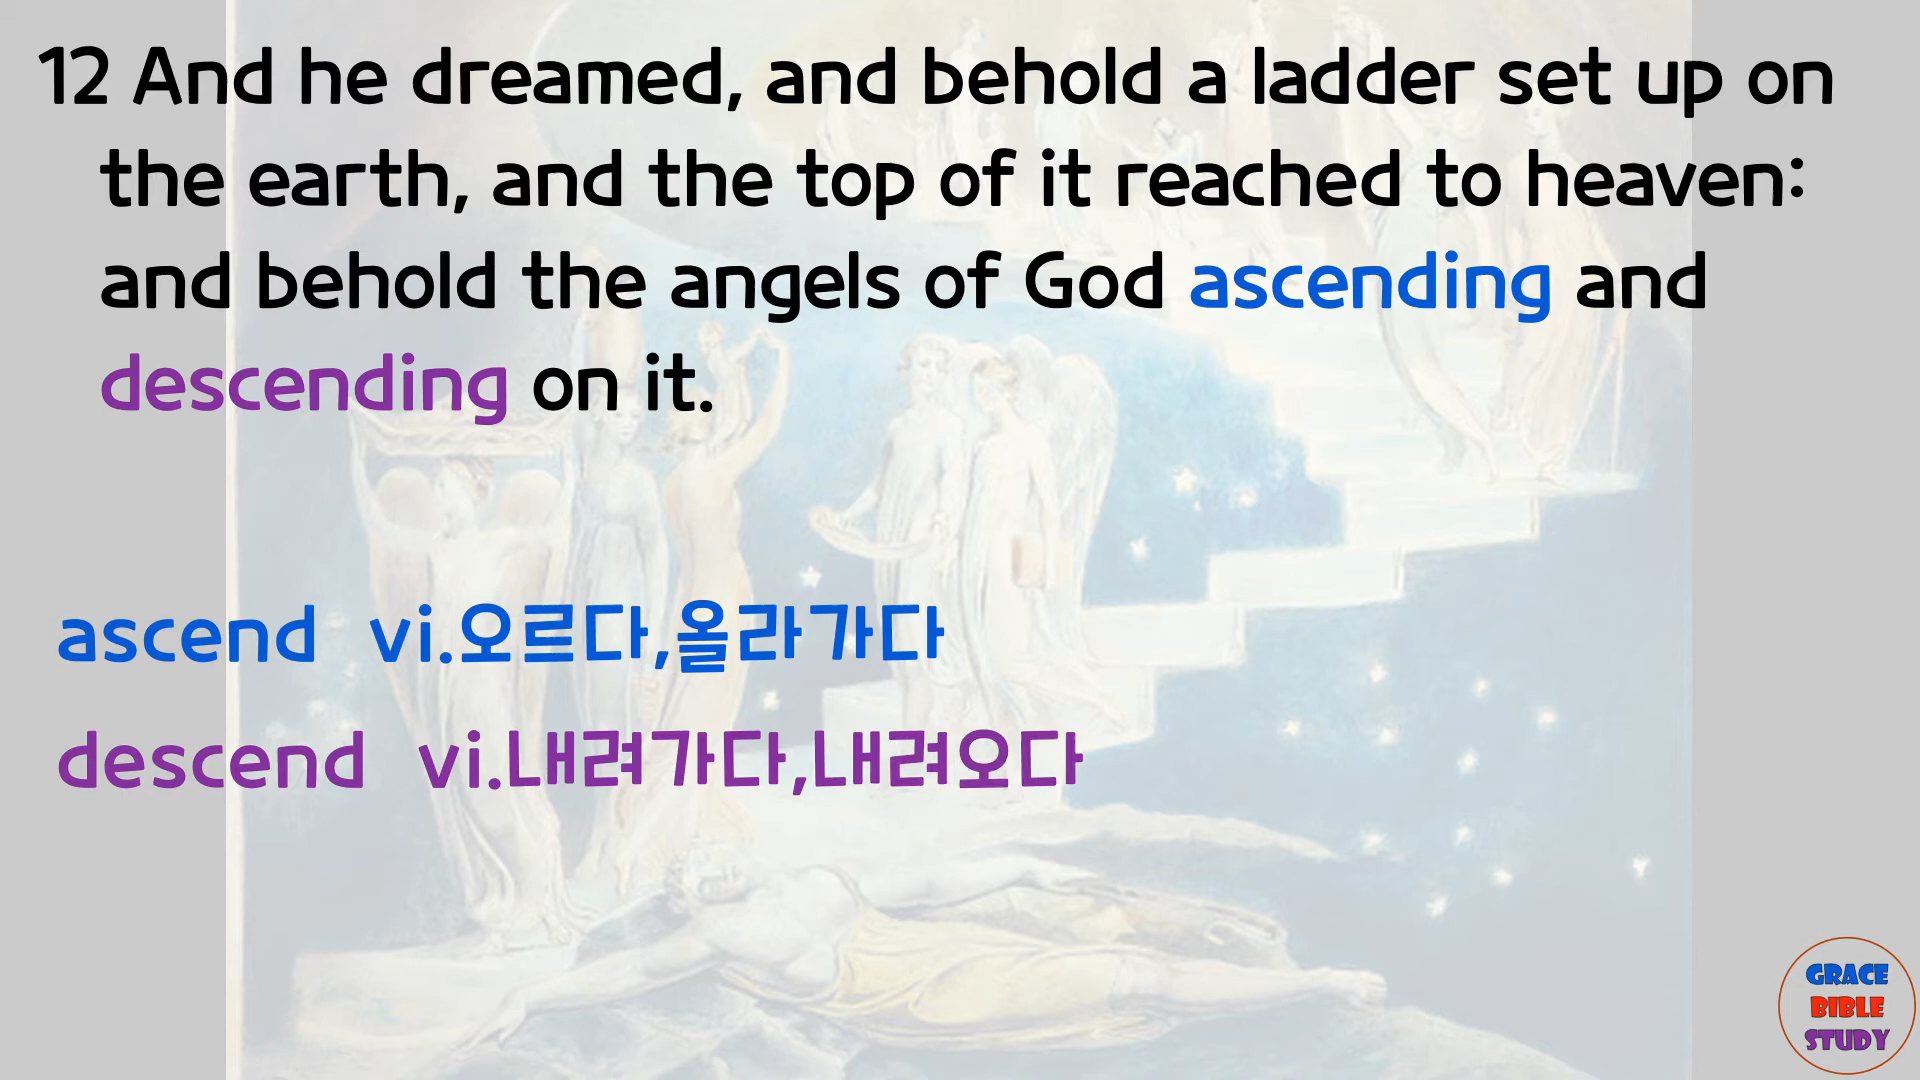 12 And he dreamed, and behold a ladder set up on
the earth, and the top of it reached to heaven:
and behold the angels of God ascending and
descending on it.
ascend vi.오르다,올라가다
descend vi.내려가다,내려오다
GRACE
BIBLE
STUDY